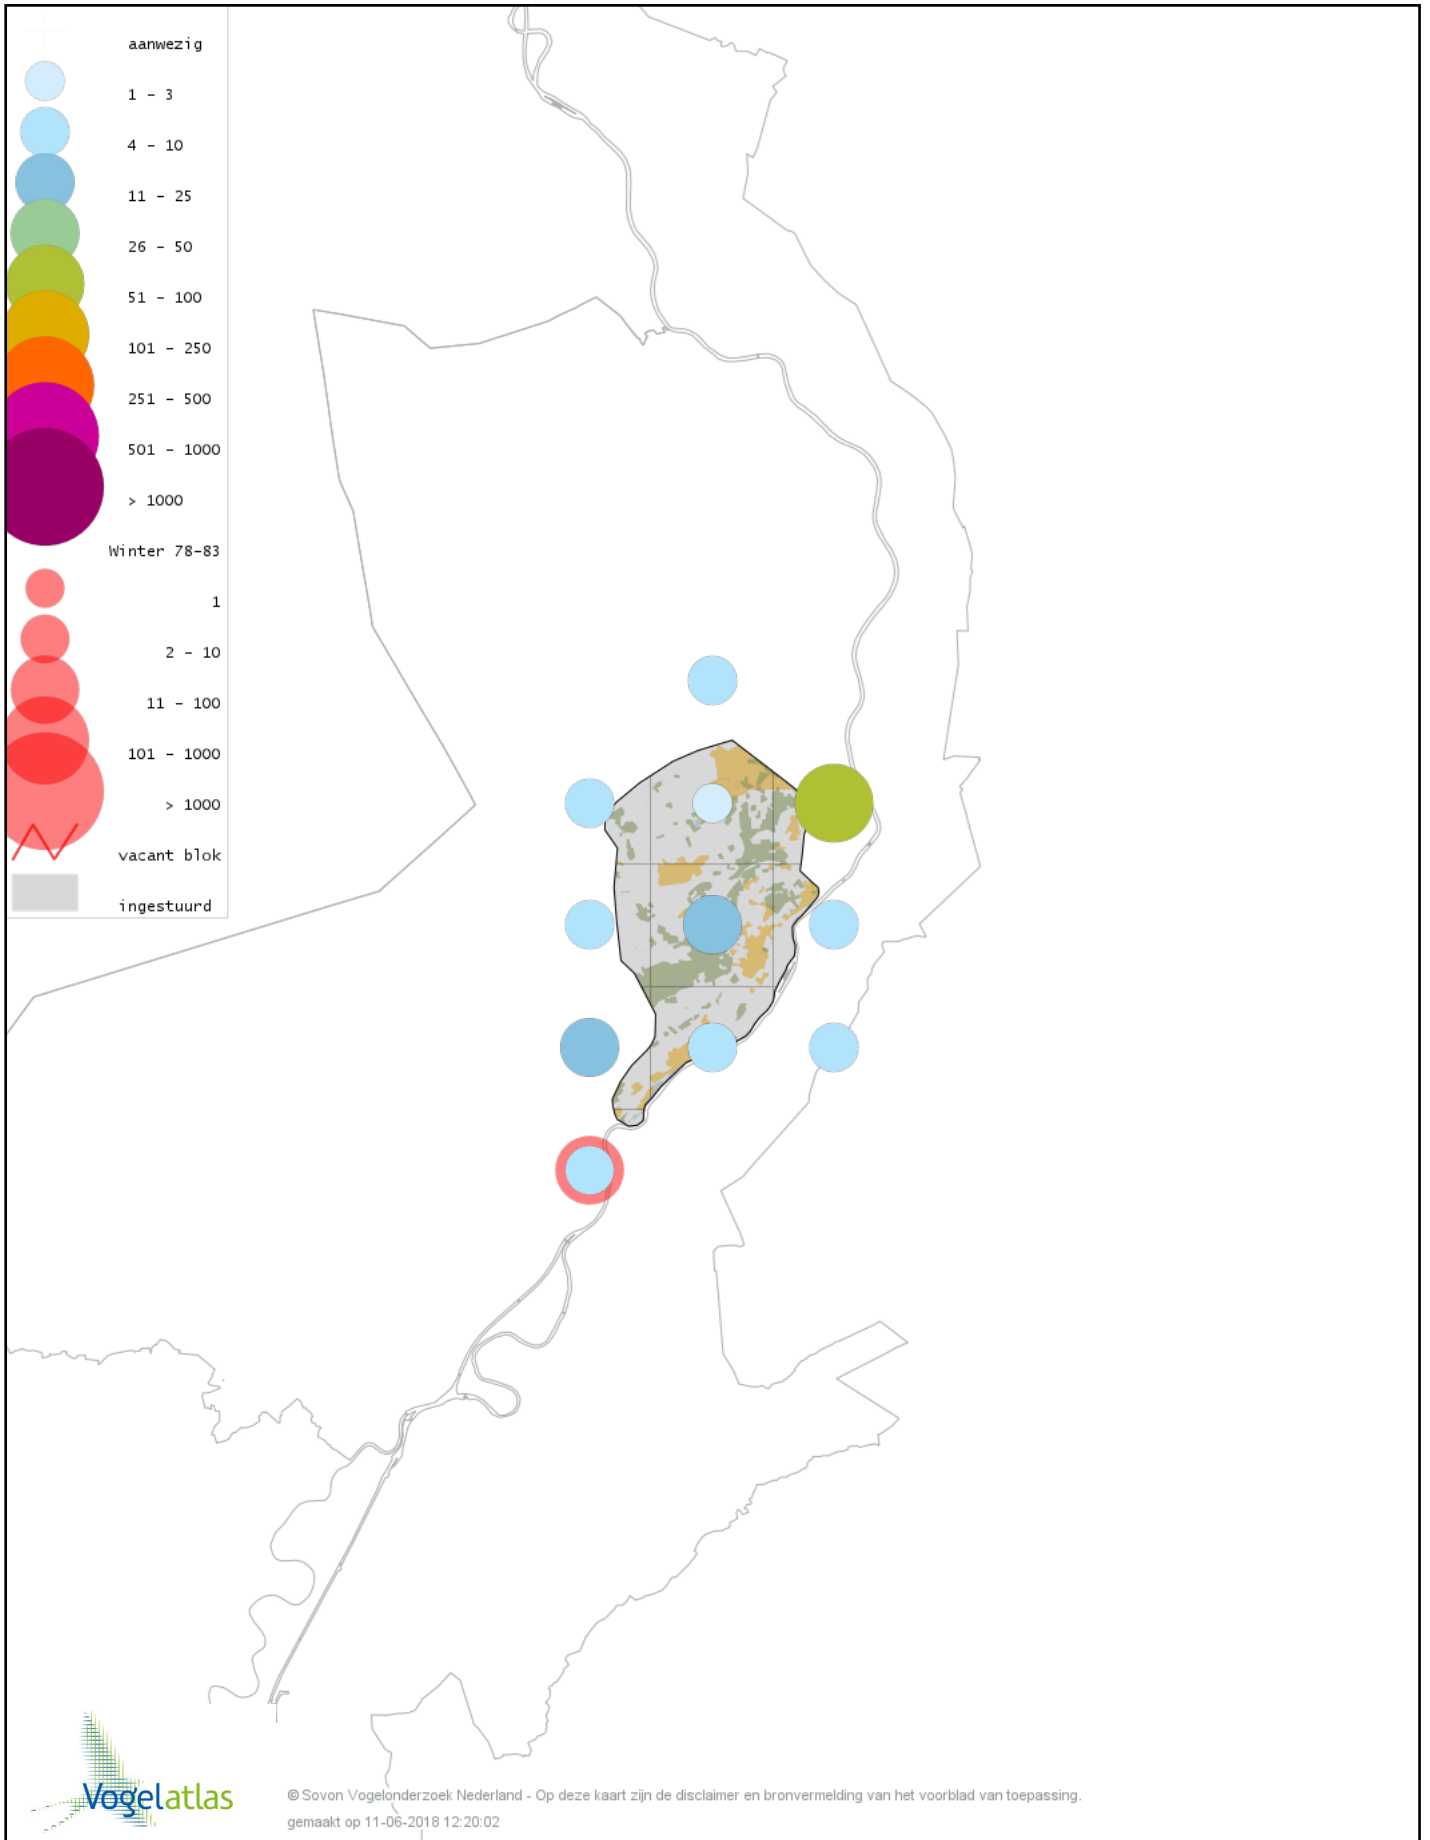 aanwezig
1 - 3
4 - 10
11 - 25
26 - 50
51 - 100
101 - 250
251 - 500
501 - 1000
> 1000
Winter 78-83
1
2 - 10
11 - 100
101 - 1000
> 1000
vacant blok
ingestuurd
Vogelatlas
© Sovon Vogelonderzoek Nederland - Op deze kaart zijn de disclaimer en bronvermelding van het voorblad van toepassing.
gemaakt op 11-06-2018 12:20:02